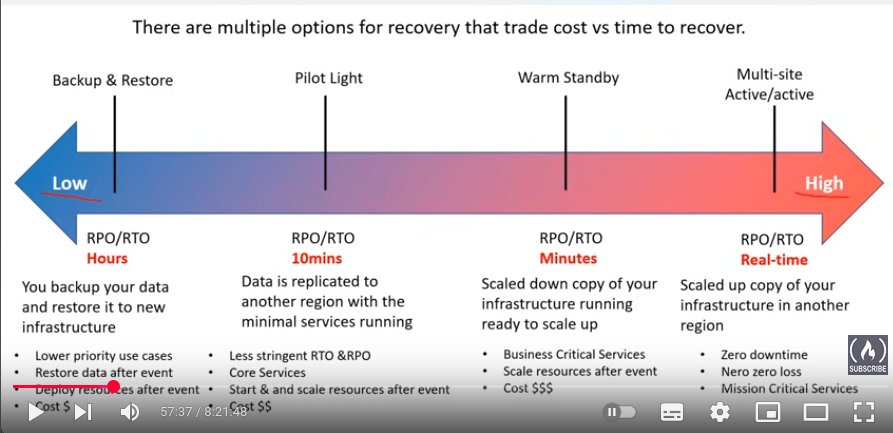 There are multiple options for recovery that trade cost vs time to recover.
Backup & Restore
Pilot Light
Warm Standby
Multi-site
Active/active
Low
High
RPO/RTO
Hours
You backup your data
and restore it to new
infrastructure
• Lower priority use cases
• Restore data after event
• Deploy resources after event
• Cost $
RPO/RTO
10mins
Data is replicated to
another region with the
minimal services running
• Less stringent RTO &RPO
• Core Services
• Start & and scale resources after event
• Cost $$
RPO/RTO
Minutes
Scaled down copy of your
infrastructure running
ready to scale up
• Business Critical Services
• Scale resources after event
• Cost $$$
RPO/RTO
Real-time
Scaled up copy of your
infrastructure in another
region
• Zero downtime
• Nero zero loss
• Mission Critical Services
SUBSCRIBE
57:37 / 8:21:48